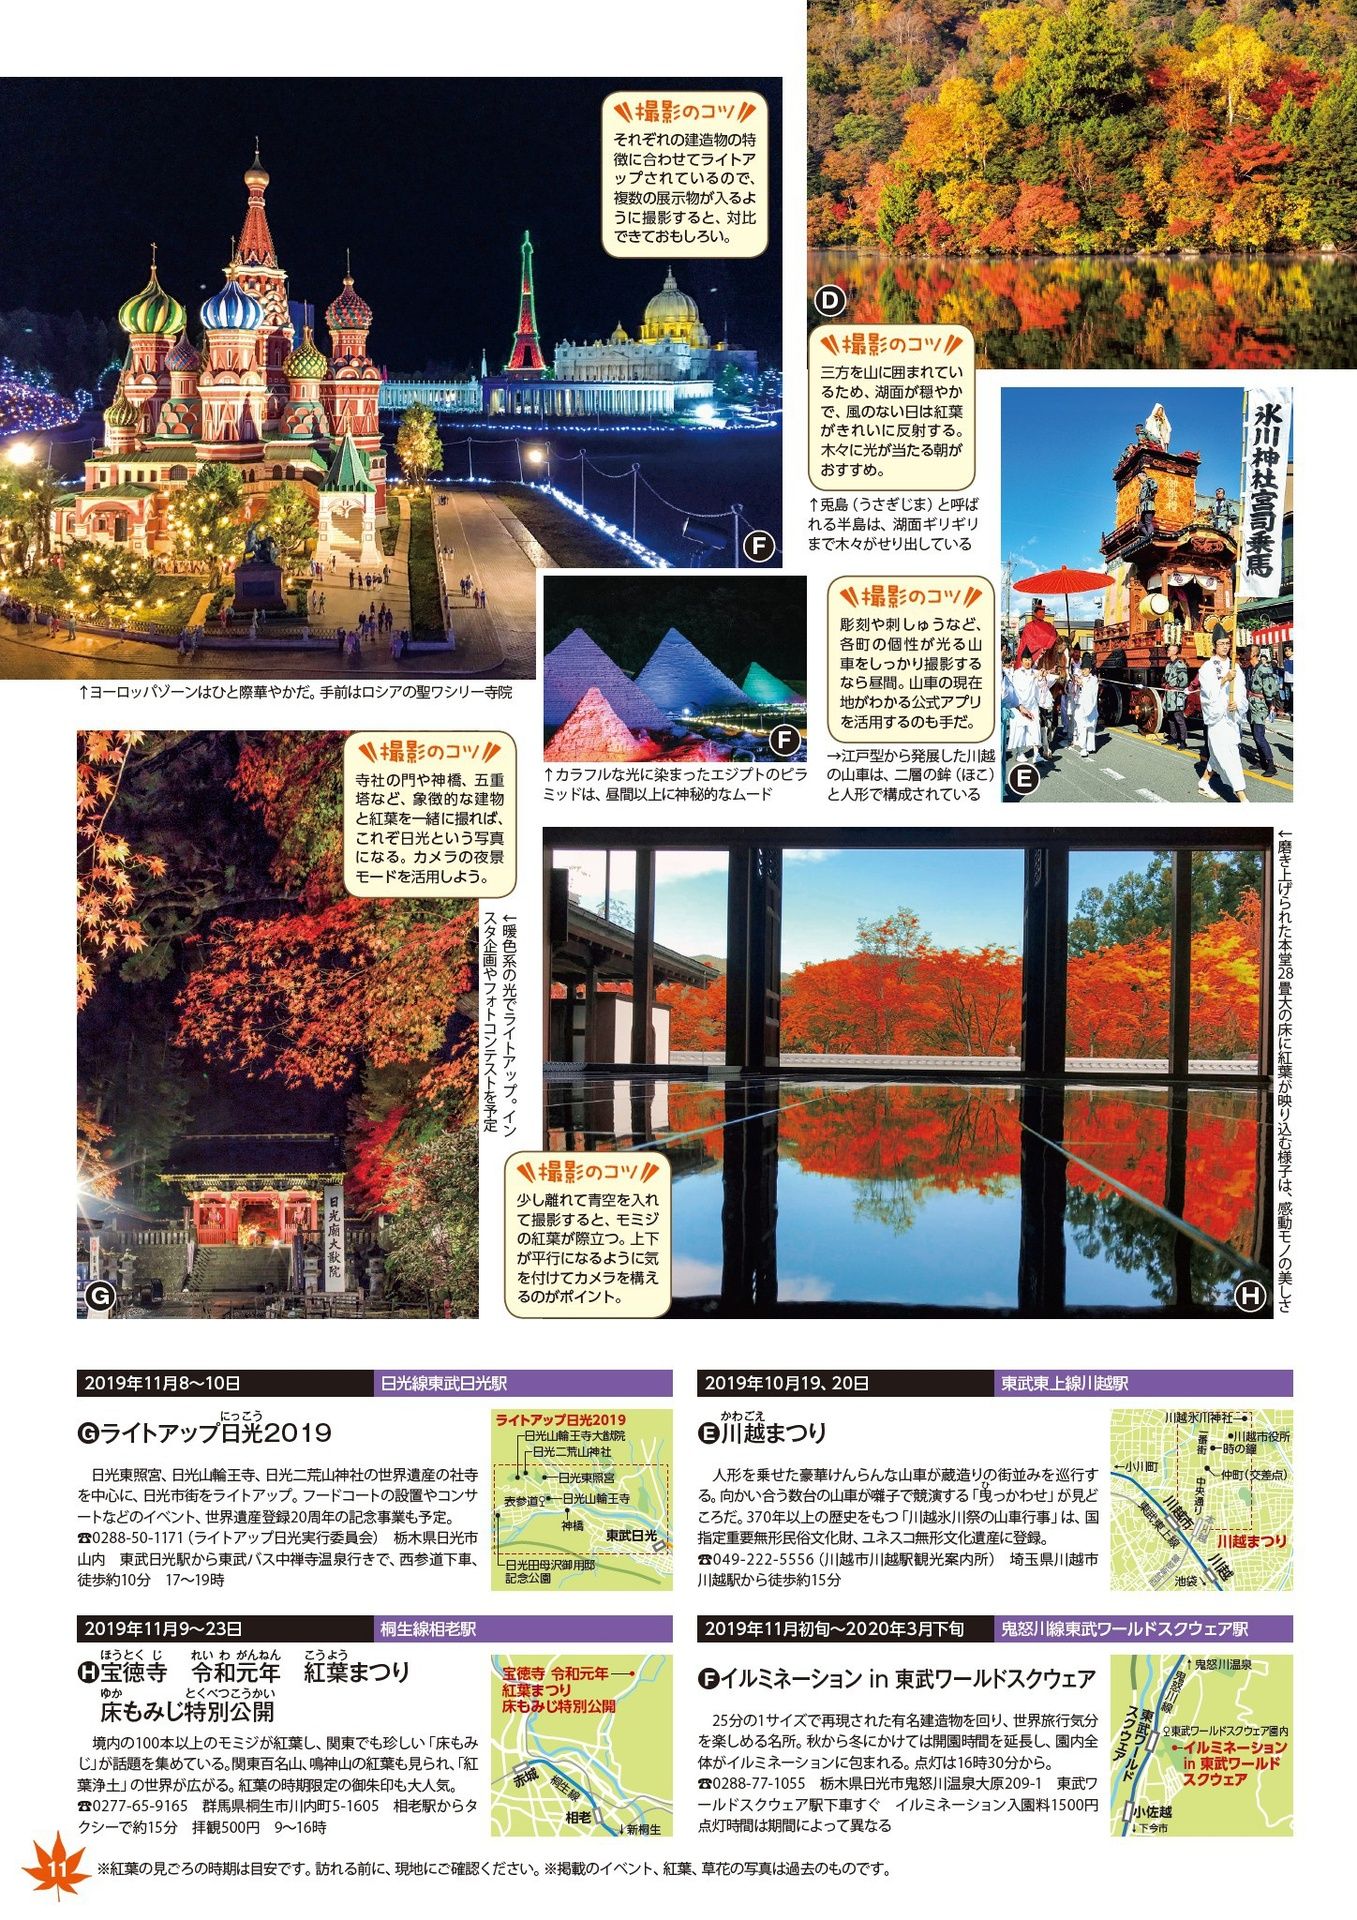 撮影のコツ
それぞれの建造物の特
徴に合わせてライトア
ップされているので、
複数の展示物が入るよ
うに撮影すると、対比
できておもしろい。
F
↑ヨーロッパゾーンはひと際華やかだ。手前はロシアの聖ワシリー寺院
D
撮影のコツ
三方を山に囲まれてい
るため、湖面が穏やか
で、風のない日は紅葉
がきれいに反射する。
木々に光が当たる朝が
おすすめ。
↑兎島（うさぎじま）と呼ば
れる半島は、湖面ギリギリ
まで木々がせり出している
氷川神社宮司乗馬
E
撮影のコツ
彫刻や刺しゅうなど、
各町の個性が光る山
車をしっかり撮影する
なら昼間。山車の現在
地がわかる公式アプリ
を活用するのも手だ。
→江戸型から発展した川越
の山車は、二層の鉾（ほこ）
と人形で構成されている
F
↑カラフルな光に染まったエジプトのピラ
ミッドは、昼間以上に神秘的なムード
撮影のコツ
寺社の門や神橋、五重
塔など、象徴的な建物
と紅葉を一緒に撮れば、
これぞ日光という写真
になる。カメラの夜景
モードを活用しよう。
←暖色系の光でライトアップ。イン
スタ企画やフォトコンテストを予定
日光廟大猷院
G
撮影のコツ
少し離れて青空を入れ
て撮影すると、モミジ
の紅葉が際立つ。上下
が平行になるように気
を付けてカメラを構え
るのがポイント。
H
←磨き上げられた本堂28畳大の床に紅葉が映り込む様子は、感動モノの美しさ
2019年11月8〜10日 日光線東武日光駅
にっこう
Gライトアップ日光2019
日光東照宮、日光山輪王寺、日光二荒山神社の世界遺産の社寺
を中心に、日光市街をライトアップ。フードコートの設置やコンサ
ートなどのイベント、世界遺産登録20周年の記念事業も予定。
☎0288-50-1171（ライトアップ日光実行委員会） 栃木県日光市
山内 東武日光駅から東武バス中禅寺温泉行きで、西参道下車、
徒歩約10分 17〜19時
ライトアップ日光2019
日光山輪王寺大猷院
日光二荒山神社
日光東照宮
表参道
日光山輪王寺
神橋
東武日光
日光田母沢御用邸
記念公園
2019年10月19、20日 東武東上線川越駅
かわごえ
E川越まつり
人形を乗せた豪華けんらんな山車が蔵造りの街並みを巡行す
る。向かい合う数台の山車が囃子で競演する「曳っかわせ」が見ど
ひ
ころだ。370年以上の歴史をもつ「川越氷川祭の山車行事」は、国
指定重要無形民俗文化財、ユネスコ無形文化遺産に登録。
☎049-222-5556（川越市川越駅観光案内所） 埼玉県川越市
川越駅から徒歩約15分
川越氷川神社
川越市役所
一番街
時の鐘
←小川町
仲町（交差点）
中央通り
川越市
本川越
東武東上線
川越まつり
西武新宿線
川越
池袋
2019年11月9〜23日 桐生線相老駅
ほうとくじ れいわがんねん こうよう
H宝徳寺 令和元年 紅葉まつり
ゆか とくべつこうかい
床もみじ特別公開
境内の100本以上のモミジが紅葉し、関東でも珍しい「床もみ
じ」が話題を集めている。関東百名山、鳴神山の紅葉も見られ、「紅
葉浄土」の世界が広がる。紅葉の時期限定の御朱印も大人気。
☎0277-65-9165 群馬県桐生市川内町5-1605 相老駅からタ
クシーで約15分 拝観500円 9〜16時
宝徳寺 令和元年
紅葉まつり
床もみじ特別公開
赤城
桐生線
相老
↓新桐生
2019年11月初旬〜2020年3月下旬 鬼怒川線東武ワールドスクウェア駅
Fイルミネーション in 東武ワールドスクウェア
25分の1サイズで再現された有名建造物を回り、世界旅行気分
を楽しめる名所。秋から冬にかけては開園時間を延長し、園内全
体がイルミネーションに包まれる。点灯は16時30分から。
☎0288-77-1055 栃木県日光市鬼怒川温泉大原209-1 東武ワ
ールドスクウェア駅下車すぐ イルミネーション入園料1500円
点灯時間は期間によって異なる
↑鬼怒川温泉
鬼怒川線
東武ワールド
スクウェア
東武ワールドスクウェア園内
イルミネーション
in 東武ワールド
スクウェア
小佐越
↓下今市
11
※紅葉の見ごろの時期は目安です。訪れる前に、現地にご確認ください。※掲載のイベント、紅葉、草花の写真は過去のものです。